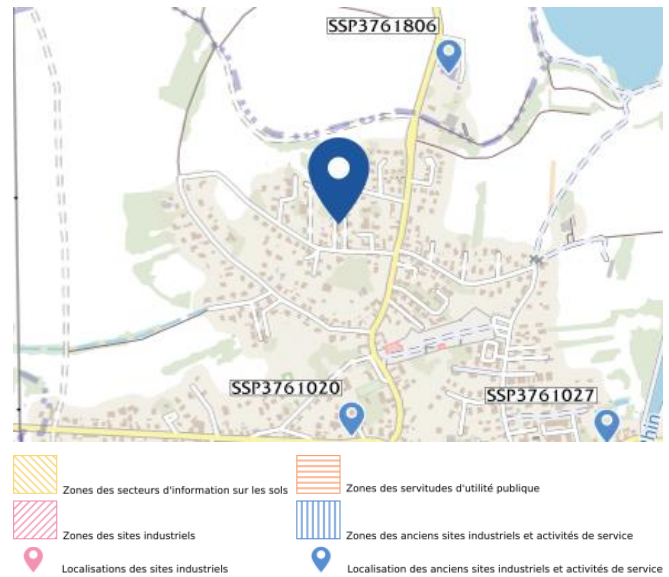 SSP3761806
SSP3761020
SSP3761027
hin
Zones des secteurs d'information sur les sols
Zones des servitudes d'utilité publique
Zones des sites industriels
Zones des anciens sites industriels et activités de service
Localisations des sites industriels
Localisation des anciens sites industriels et activités de service